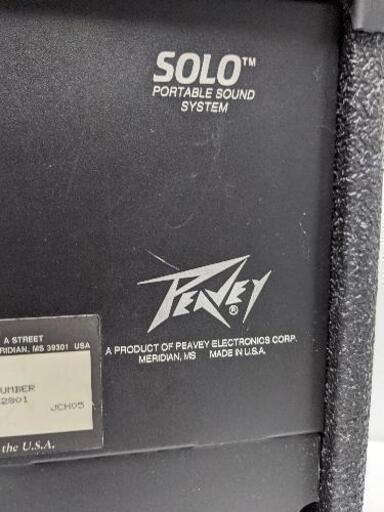 SOLO™
PORTABLE SOUND
SYSTEM
PEAVEY®
A PRODUCT OF PEAVEY ELECTRONICS CORP.
MERIDIAN, MS MADE IN U.S.A.
A STREET
RIDIAN, MS 39301 USA
UMBER
2801
JCH05
the U.S.A.